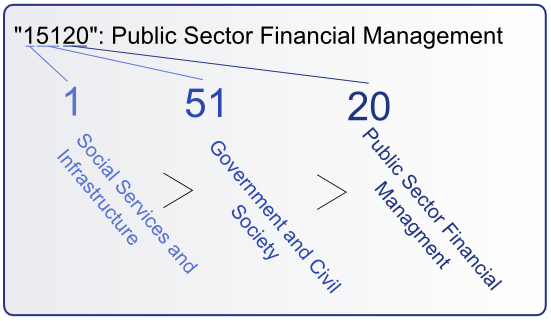 "15120": Public Sector Financial Management
1
51
20
Social Services and
Infrastructure
Government and Civil
Society
Public Sector Financial
Managment